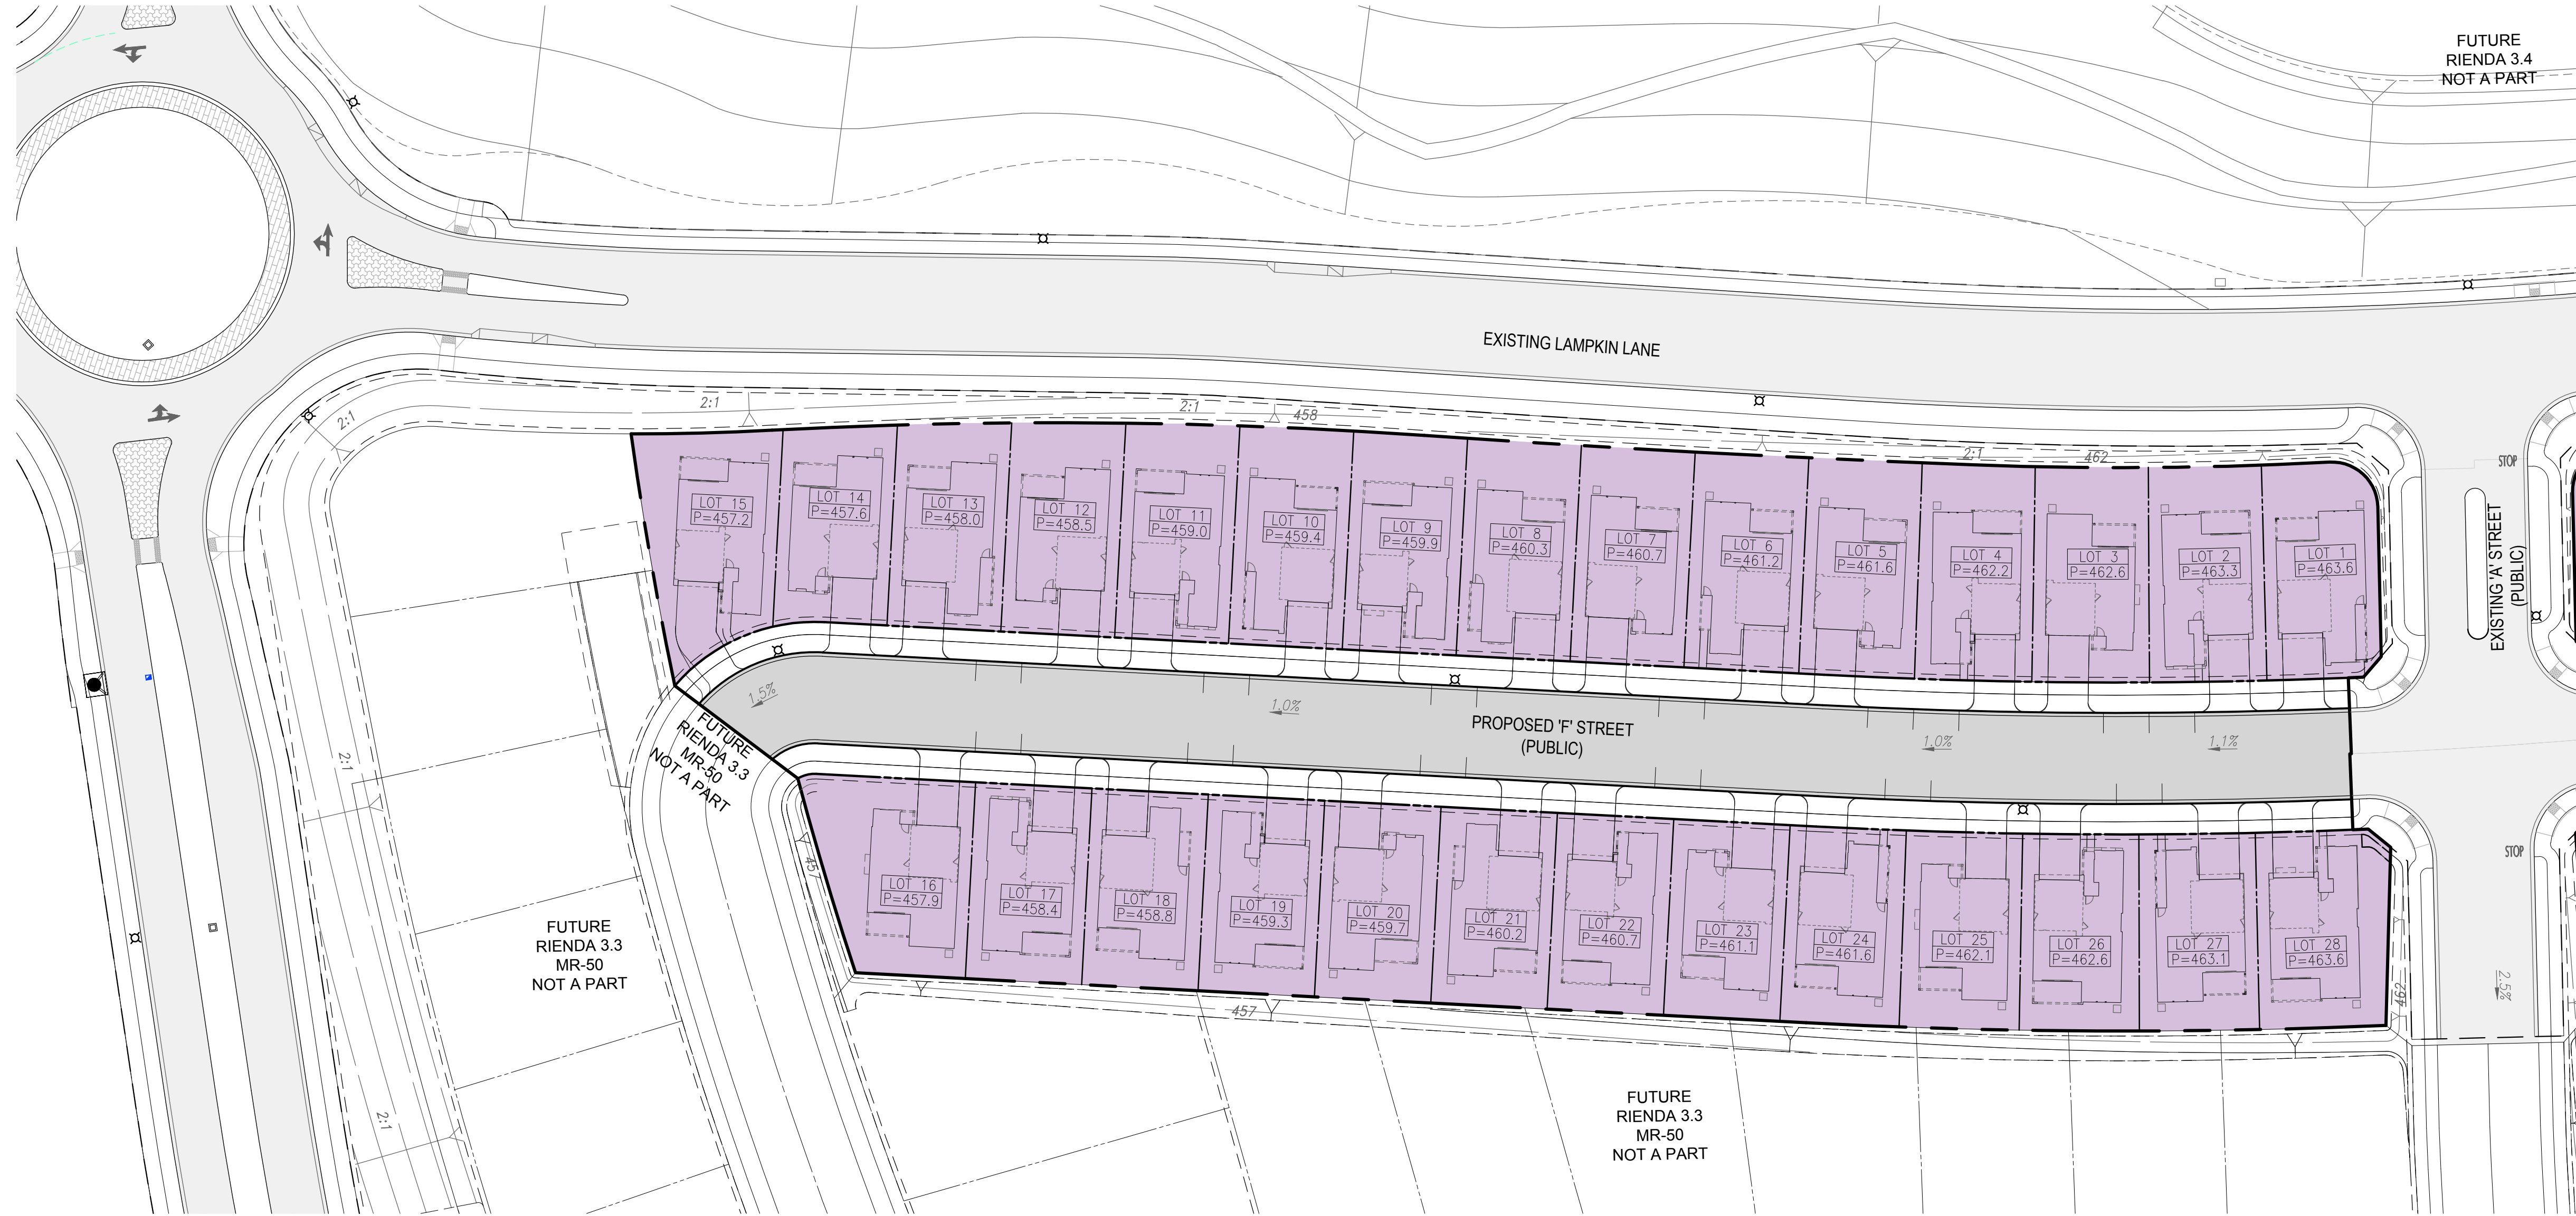 FUTURE
RIENDA 3.4
NOT A PART
EXISTING LAMPKIN LANE
2:1
2:1
2:1
458
2:1
462
STOP
EXISTING 'A' STREET
(PUBLIC)
LOT 15
P=457.2
LOT 14
P=457.6
LOT 13
P=458.0
LOT 12
P=458.5
LOT 11
P=459.0
LOT 10
P=459.4
LOT 9
P=459.9
LOT 8
P=460.3
LOT 7
P=460.7
LOT 6
P=461.2
LOT 5
P=461.6
LOT 4
P=462.2
LOT 3
P=462.6
LOT 2
P=463.3
LOT 1
P=463.6
1.5%
1.0%
PROPOSED 'F' STREET
(PUBLIC)
1.0%
1.1%
FUTURE
RIENDA 3.3
MR-50
NOT A PART
2:1
STOP
457
LOT 16
P=457.9
LOT 17
P=458.4
LOT 18
P=458.8
LOT 19
P=459.3
LOT 20
P=459.7
LOT 21
P=460.2
LOT 22
P=460.7
LOT 23
P=461.1
LOT 24
P=461.6
LOT 25
P=462.1
LOT 26
P=462.6
LOT 27
P=463.1
LOT 28
P=463.6
462
2.5%
FUTURE
RIENDA 3.3
MR-50
NOT A PART
457
2:1
FUTURE
RIENDA 3.3
MR-50
NOT A PART